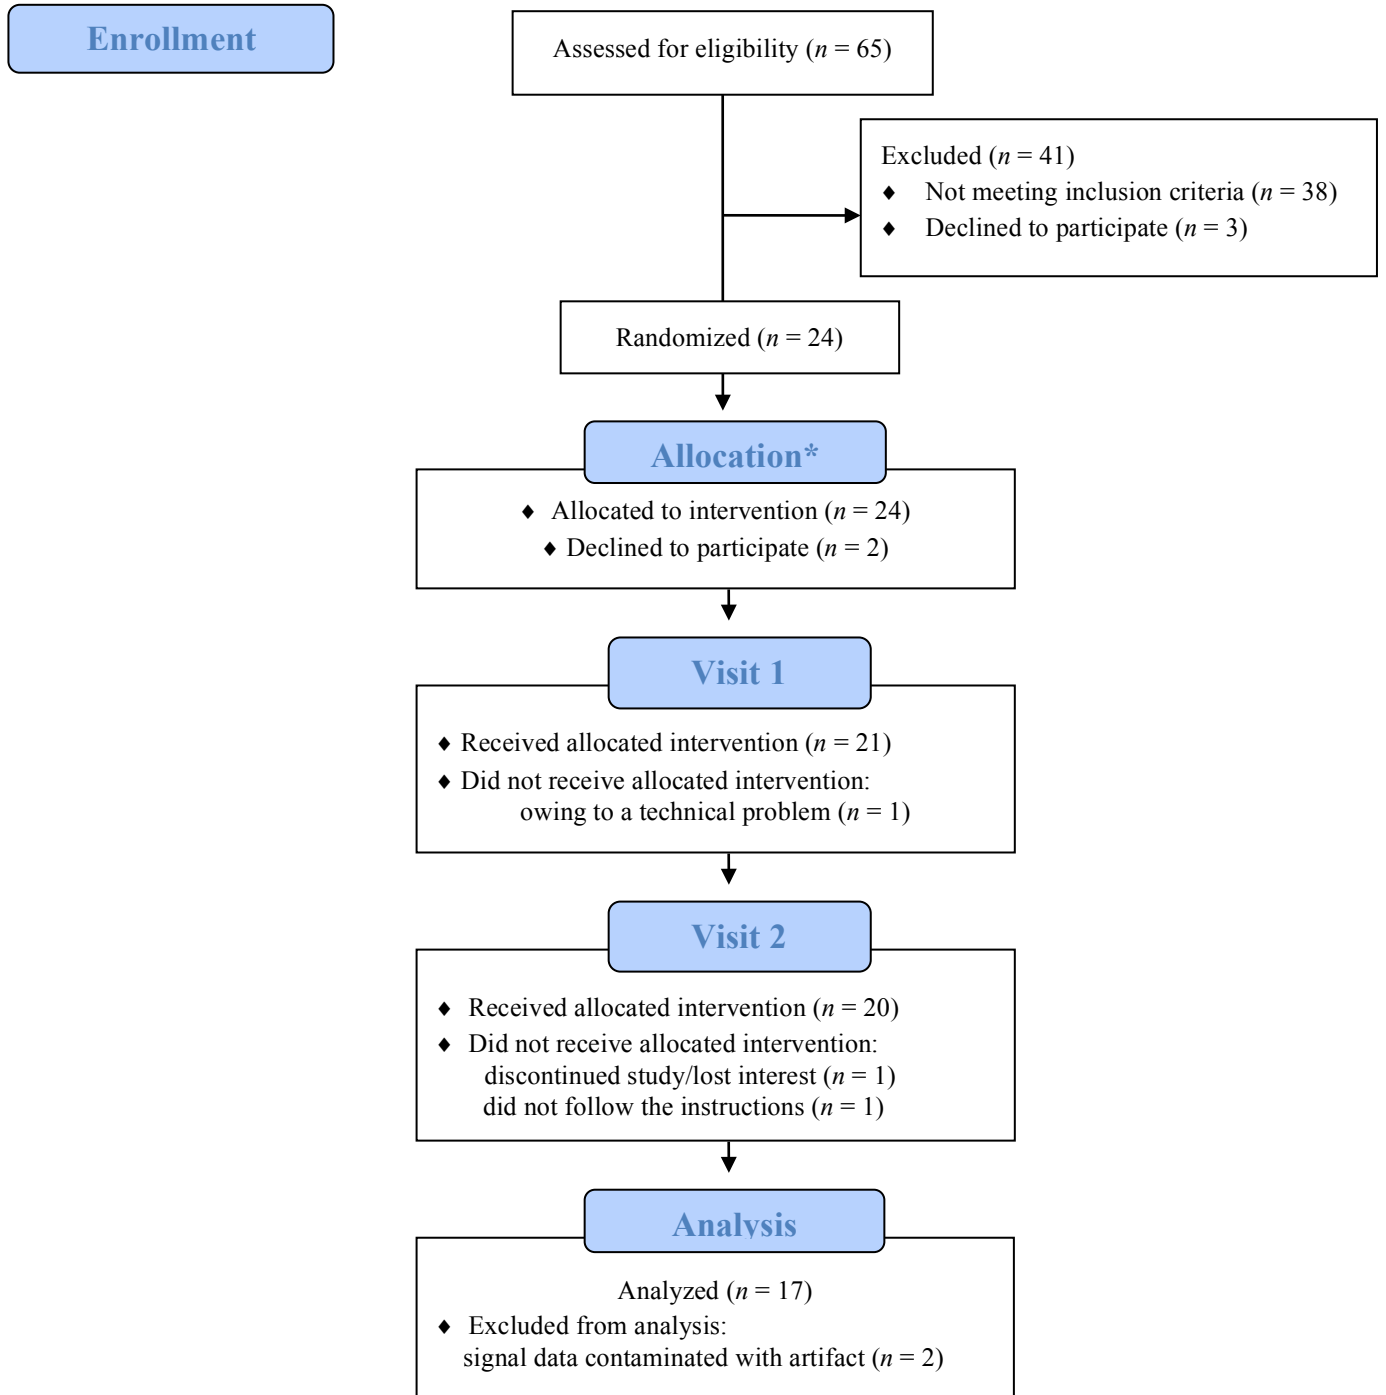 Enrollment
Assessed for eligibility (n = 65)
Excluded (n = 41)
♦ Not meeting inclusion criteria (n = 38)
♦ Declined to participate (n = 3)
Randomized (n = 24)
Allocation*
♦ Allocated to intervention (n = 24)
♦ Declined to participate (n = 2)
Visit 1
♦ Received allocated intervention (n = 21)
♦ Did not receive allocated intervention:
owing to a technical problem (n = 1)
Visit 2
♦ Received allocated intervention (n = 20)
♦ Did not receive allocated intervention:
discontinued study/lost interest (n = 1)
did not follow the instructions (n = 1)
Analysis
Analyzed (n = 17)
♦ Excluded from analysis:
signal data contaminated with artifact (n = 2)